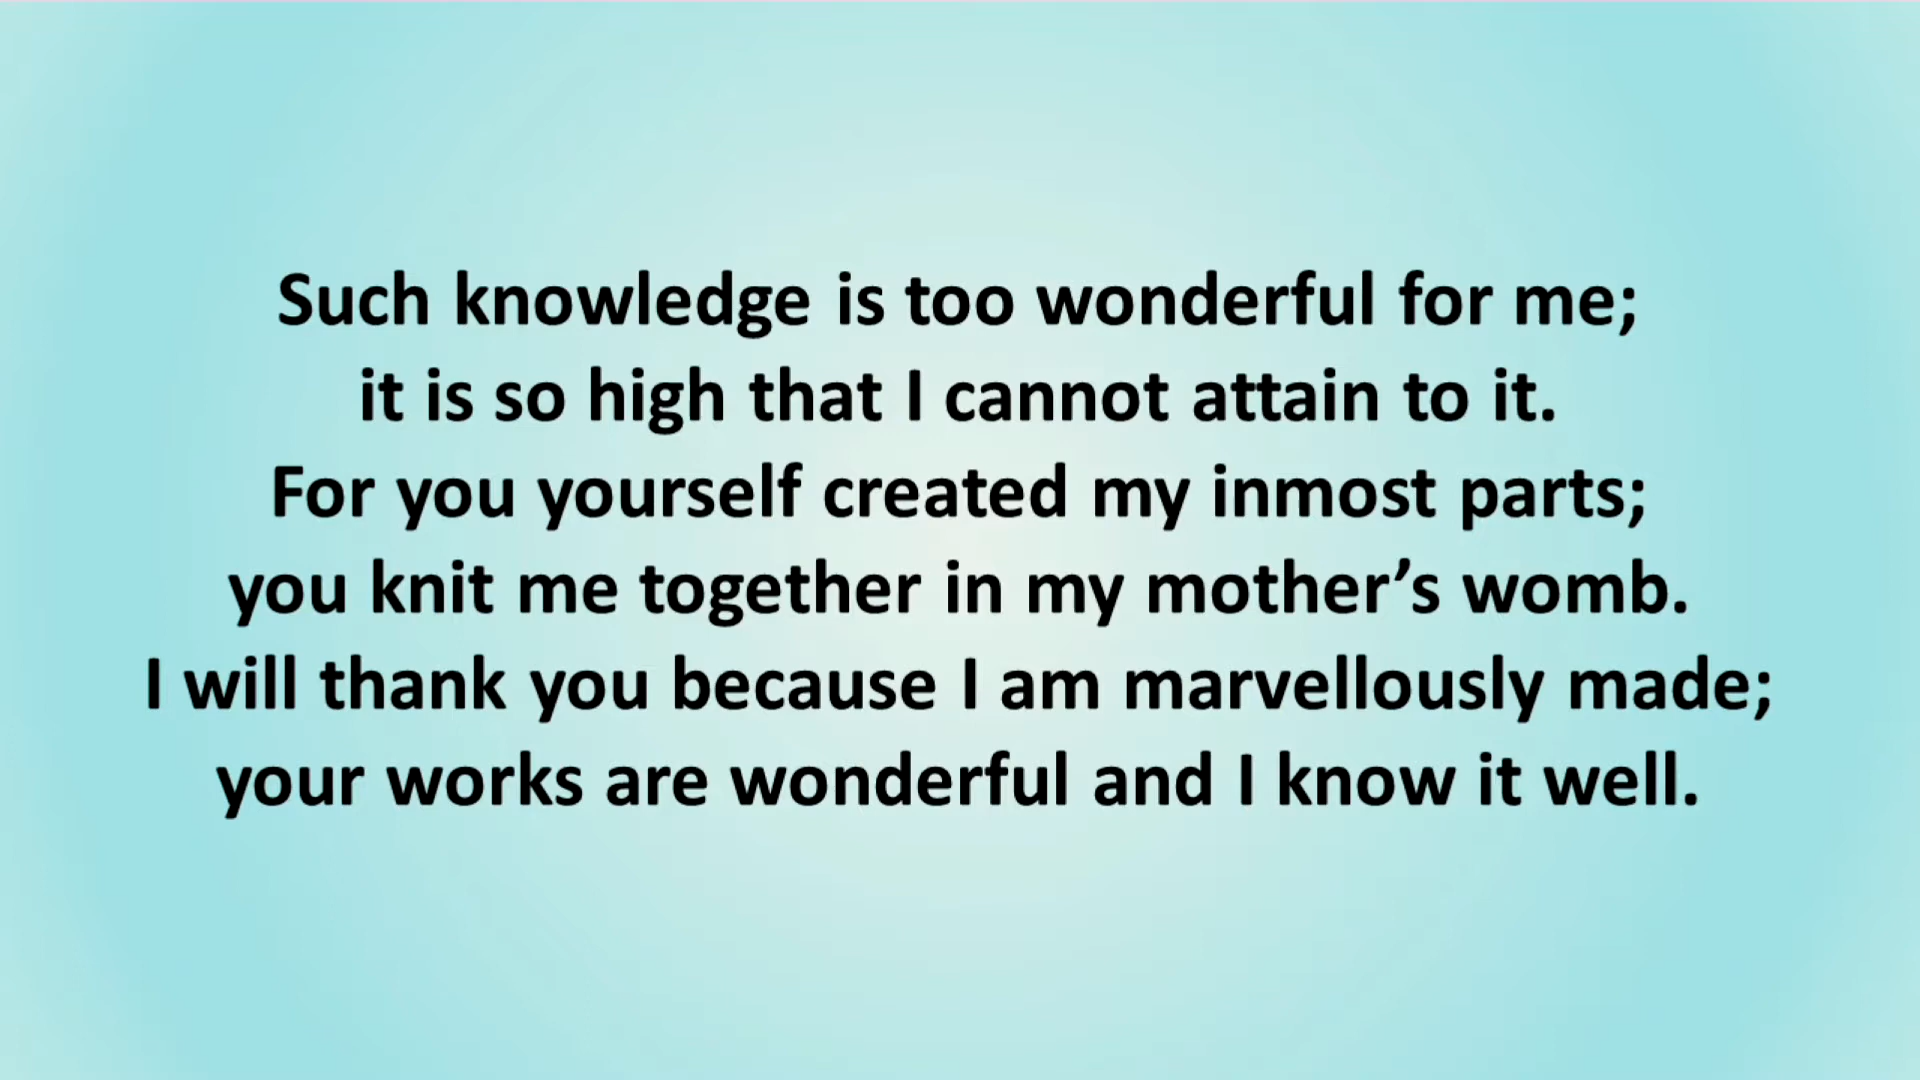 Such knowledge is too wonderful for me;
it is so high that I cannot attain to it.
For you yourself created my inmost parts;
you knit me together in my mother’s womb.
I will thank you because I am marvellously made;
your works are wonderful and I know it well.